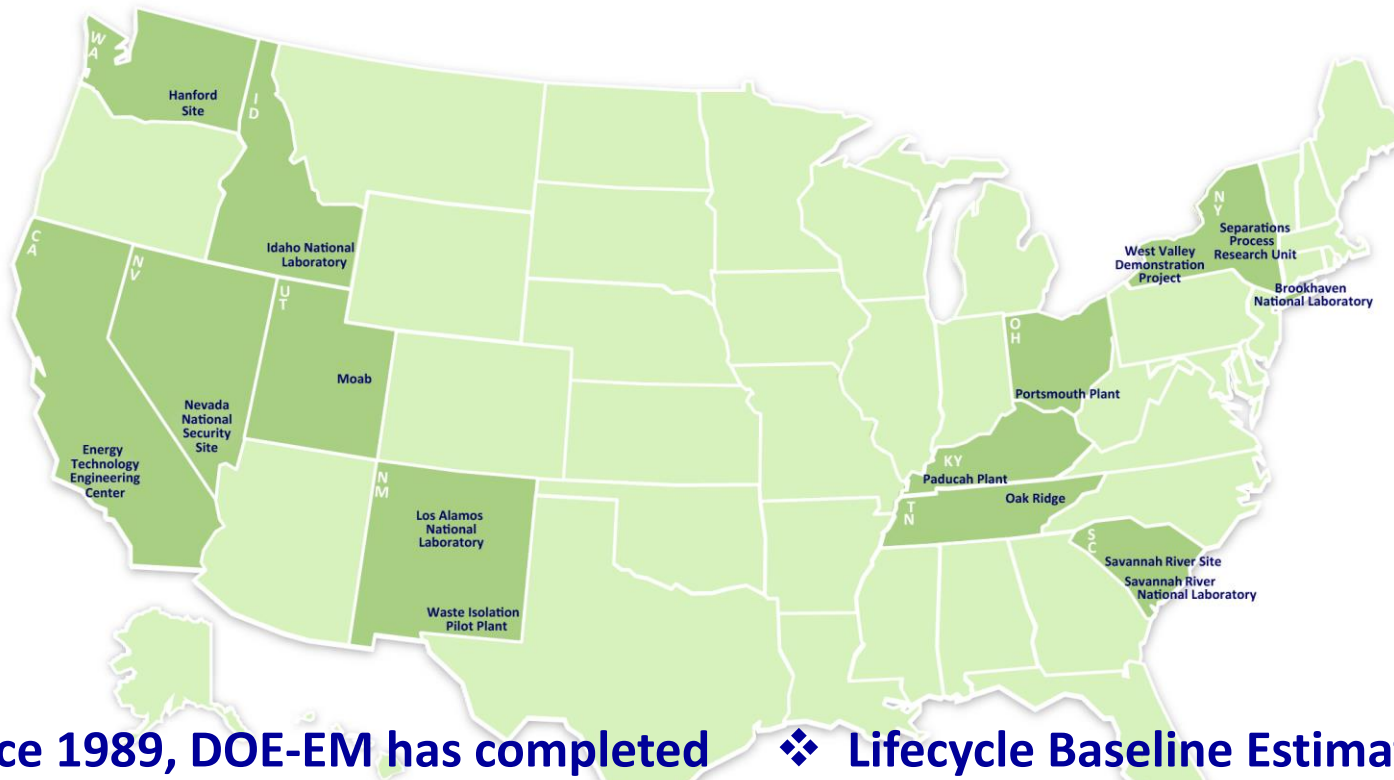 WA
Hanford
Site
ID
Idaho National
Laboratory
CA
NV
UT
Moab
Nevada
National
Security
Site
Energy
Technology
Engineering
Center
NM
Los Alamos
National
Laboratory
Waste Isolation
Pilot Plant
NY
Separations
Process
Research Unit
West Valley
Demonstration
Project
Brookhaven
National Laboratory
OH
Portsmouth Plant
KY
Paducah Plant
Oak Ridge
TN
SC
Savannah River Site
Savannah River
National Laboratory
ce 1989, DOE-EM has completed
❖ Lifecycle Baseline Estima